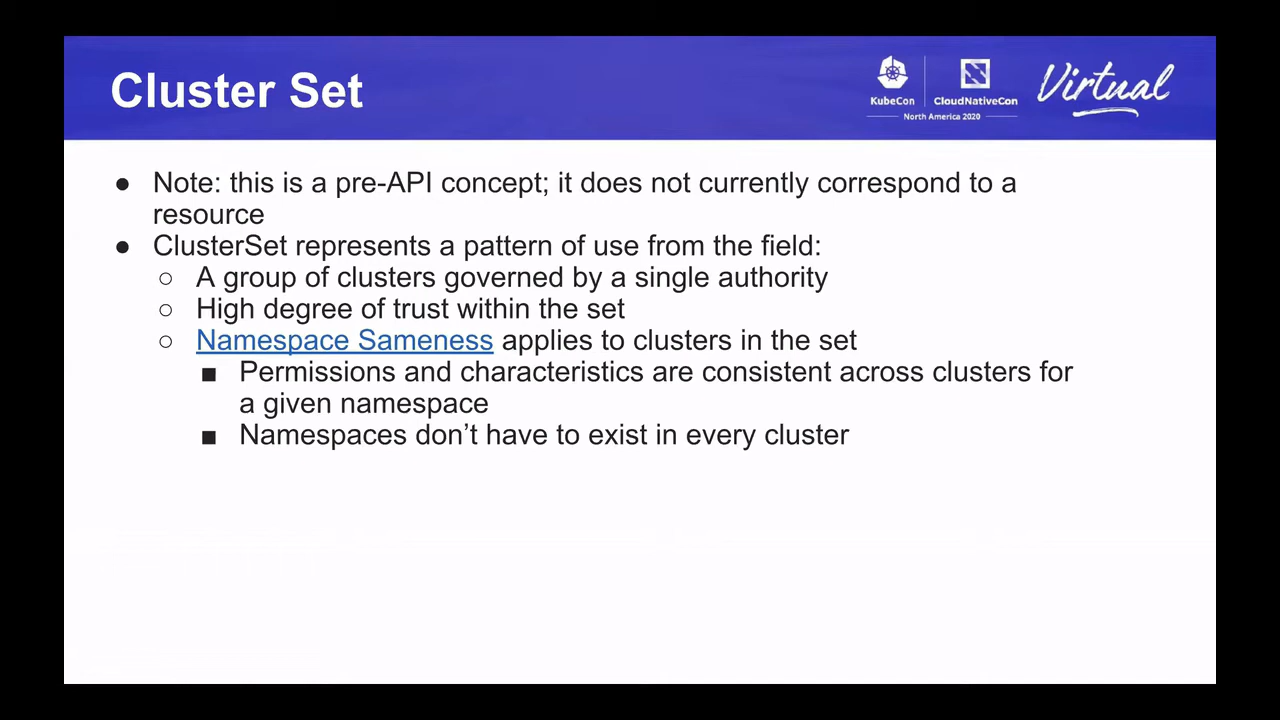 Cluster Set
KubeCon
CloudNativeCon
North America 2020
Virtual
● Note: this is a pre-API concept; it does not currently correspond to a
resource
● ClusterSet represents a pattern of use from the field:
○ A group of clusters governed by a single authority
○ High degree of trust within the set
○ Namespace Sameness applies to clusters in the set
■ Permissions and characteristics are consistent across clusters for
a given namespace
■ Namespaces don’t have to exist in every cluster